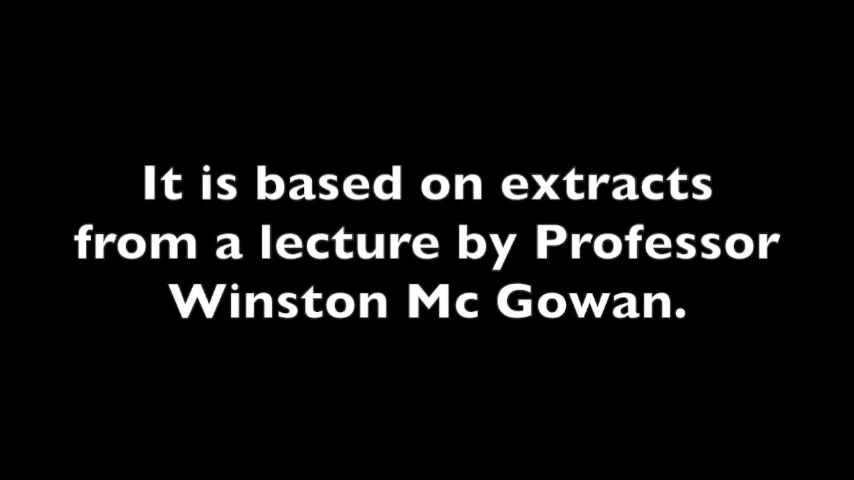 It is based on extracts
from a lecture by Professor
Winston Mc Gowan.